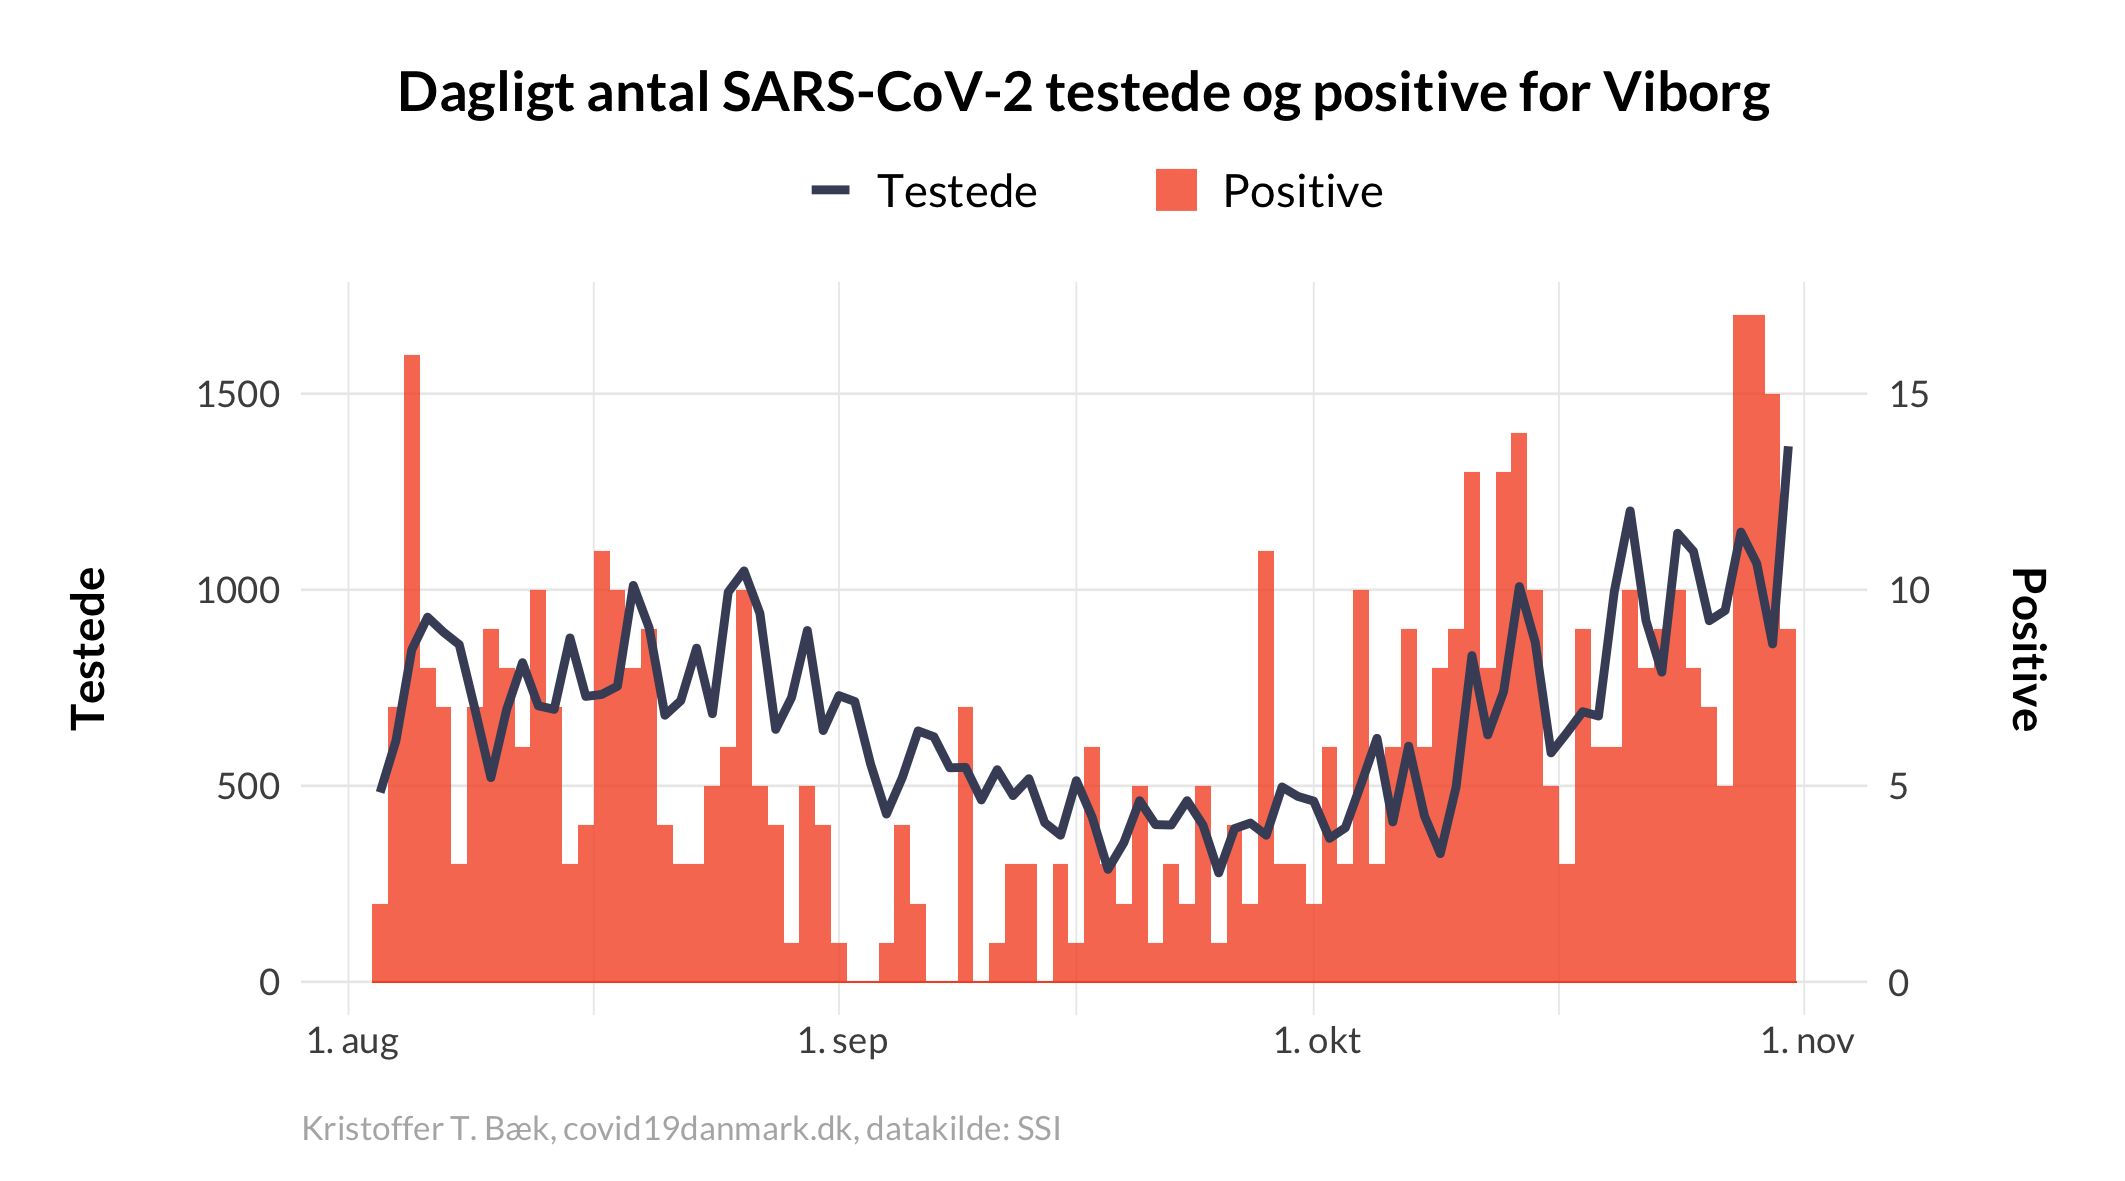 Dagligt antal SARS-CoV-2 testede og positive for Viborg
Testede Positive
Testede
1500
1000
500
0
15
10
5
0
Positive
1. aug 1. sep 1. okt 1. nov
Kristoffer T. Bæk, covid19danmark.dk, datakilde: SSI